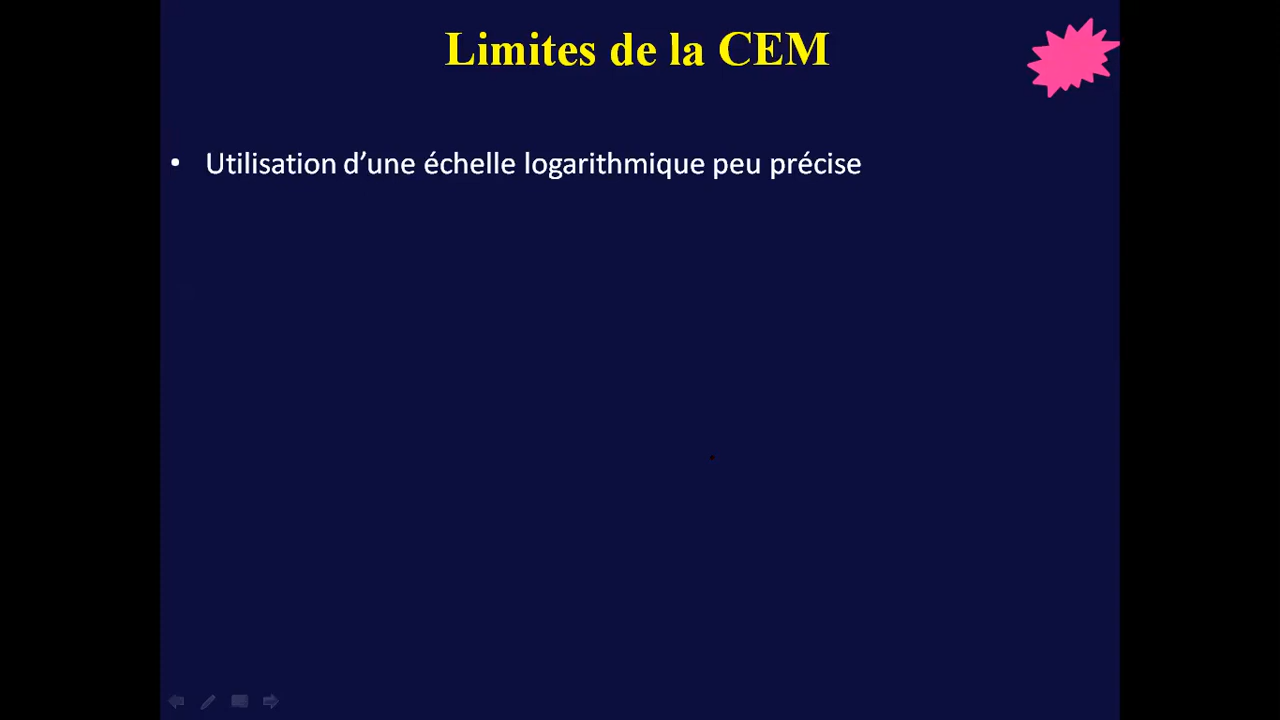 Limites de la CEM
• Utilisation d’une échelle logarithmique peu précise